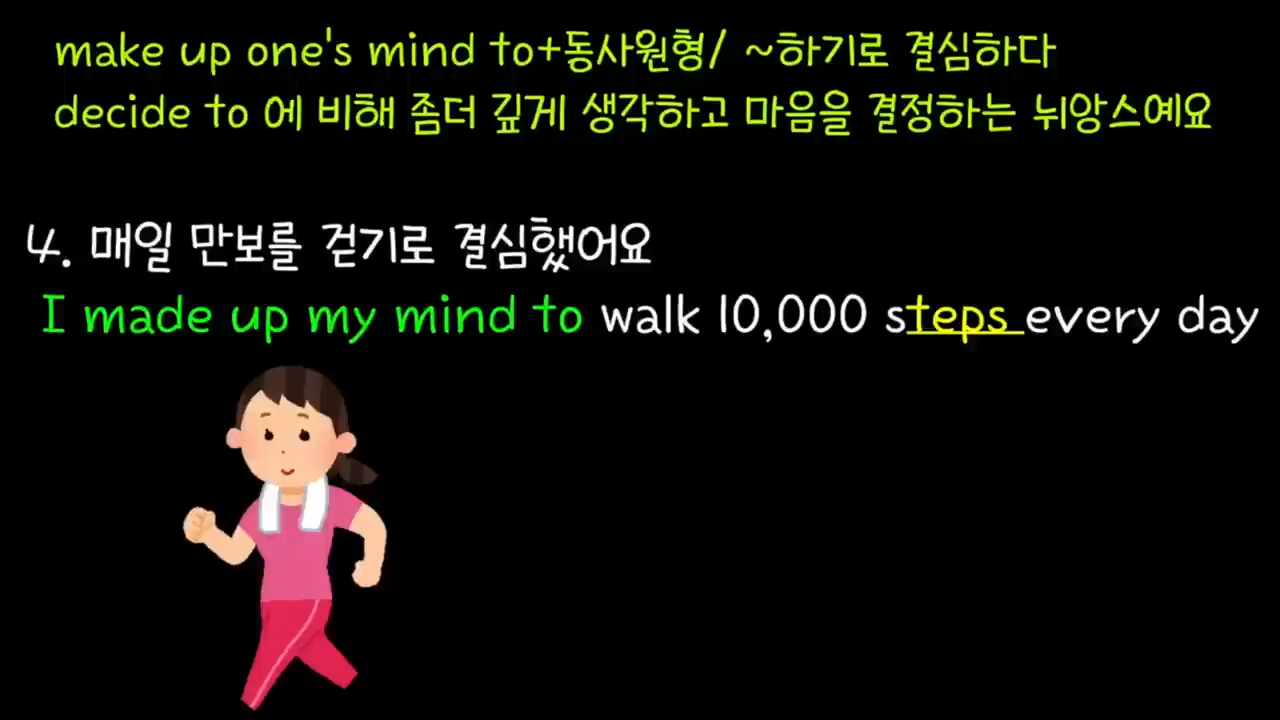 make up one's mind to+동사원형/ ~하기로 결심하다
decide to 에 비해 좀더 깊게 생각하고 마음을 결정하는 뉘앙스예요
4. 매일 만보를 걷기로 결심했어요
I made up my mind to walk 10,000 steps every day